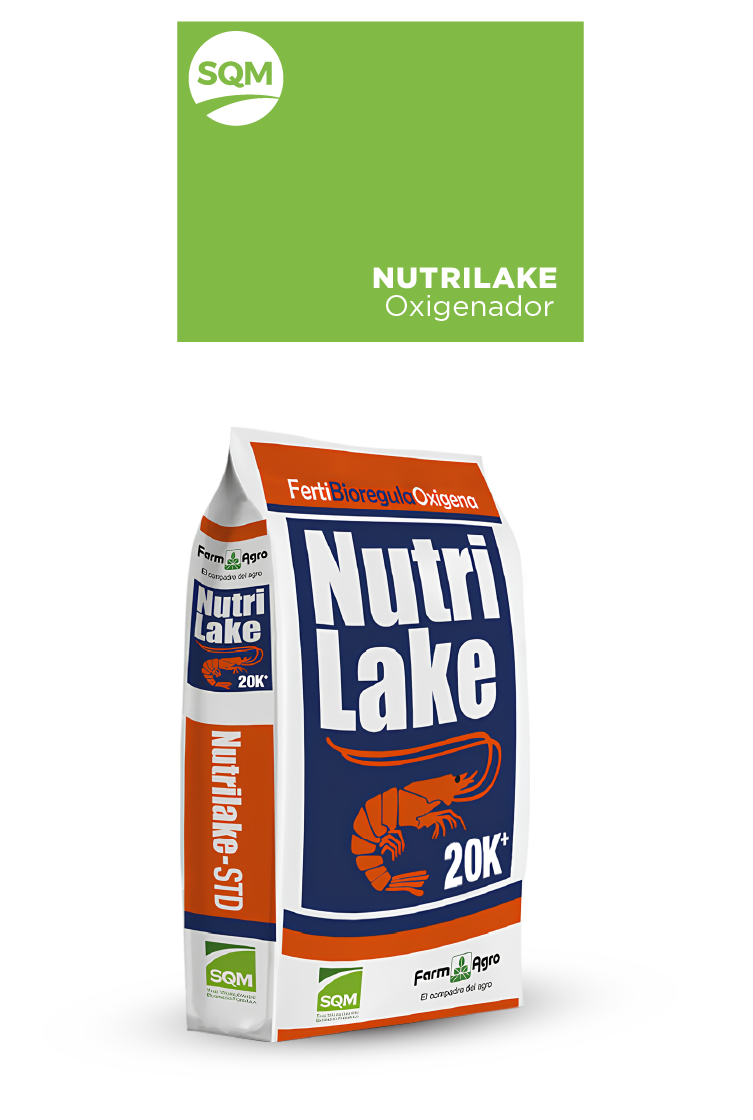 SQM
NUTRILAKE
Oxigenador
FertiBioregulaOxigena
Nutri
Lake
20K+
SQM
Farm Agro
El compadre del agro
Farm Agro
El compadre del agro
Nutri
Lake
20K+
Nutrilake-STD
SQM